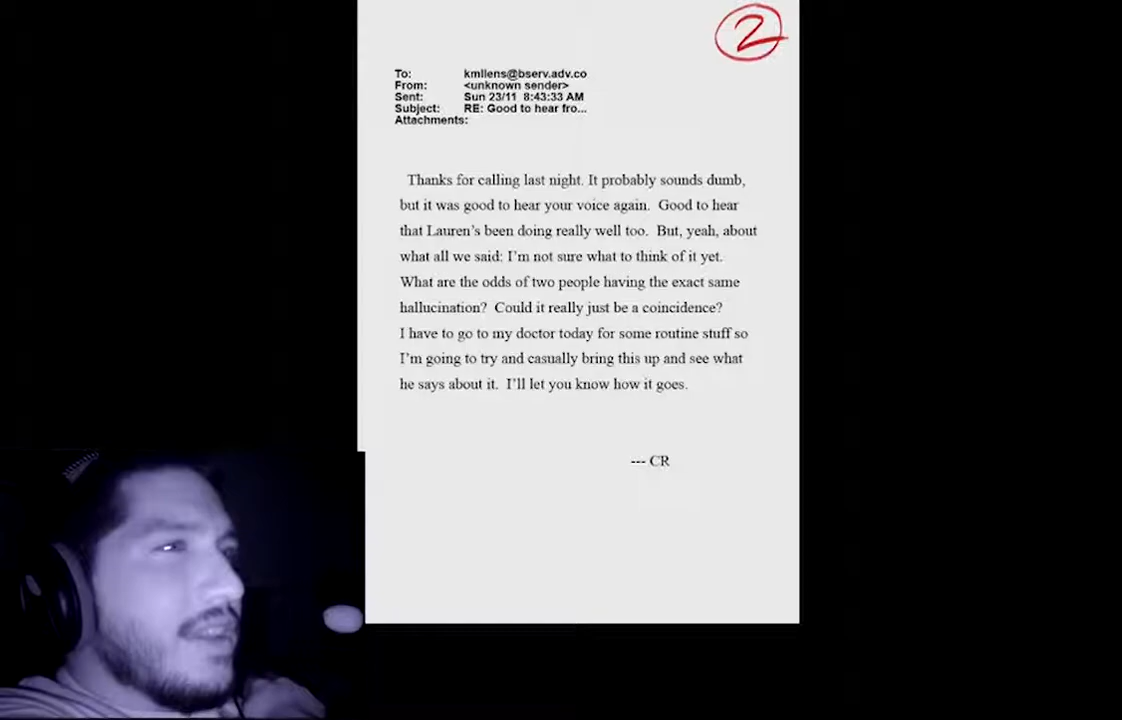 2
To: kmllens@bserv.adv.co
From: <unknown sender>
Sent: Sun 23/11 8:43:33 AM
Subject: RE: Good to hear fro...
Attachments:
Thanks for calling last night. It probably sounds dumb,
but it was good to hear your voice again. Good to hear
that Lauren's been doing really well too. But, yeah, about
what all we said: I'm not sure what to think of it yet.
What are the odds of two people having the exact same
hallucination? Could it really just be a coincidence?
I have to go to my doctor today for some routine stuff so
I'm going to try and casually bring this up and see what
he says about it. I'll let you know how it goes.
--- CR